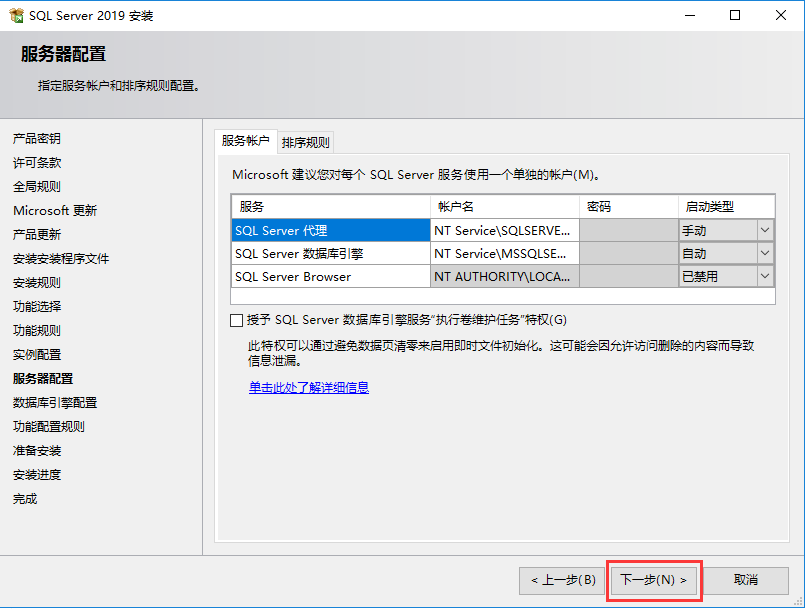 SQL Server 2019 安装
服务器配置
指定服务帐户和排序规则配置。
产品密钥
许可条款
全局规则
Microsoft 更新
产品更新
安装安装程序文件
安装规则
功能选择
功能规则
实例配置
服务器配置
数据库引擎配置
功能配置规则
准备安装
安装进度
完成
服务帐户 排序规则
Microsoft 建议您对每个 SQL Server 服务使用一个单独的帐户(M)。
服务 帐户名 密码 启动类型
SQL Server 代理 NT Service\SQLSERVE... 手动
SQL Server 数据库引擎 NT Service\MSSQLSE... 自动
SQL Server Browser NT AUTHORITY\LOCA... 已禁用
授予 SQL Server 数据库引擎服务“执行卷维护任务”特权(G)
此特权可以通过避免数据页清零来启用即时文件初始化。这可能会因允许访问删除的内容而导致
信息泄漏。
单击此处了解详细信息
< 上一步(B) 下一步(N) > 取消